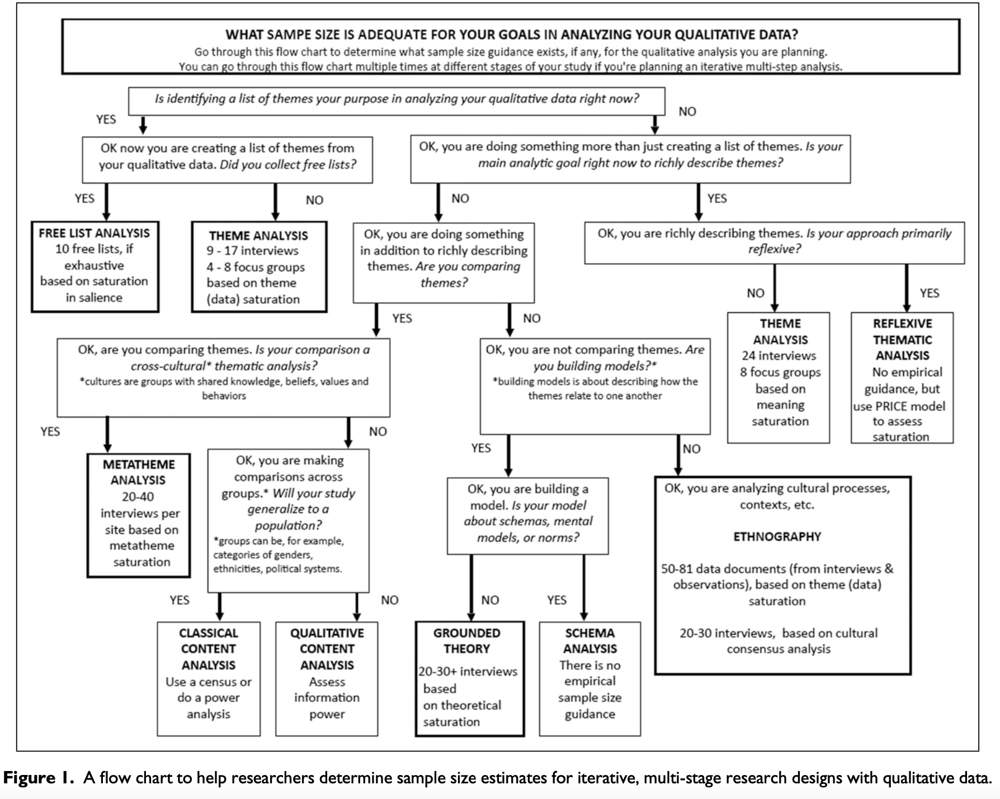 WHAT SAMPE SIZE IS ADEQUATE FOR YOUR GOALS IN ANALYZING YOUR QUALITATIVE DATA?
Go through this flow chart to determine what sample size guidance exists, if any, for the qualitative analysis you are planning.
You can go through this flow chart multiple times at different stages of your study if you're planning an iterative multi-step analysis.
Is identifying a list of themes your purpose in analyzing your qualitative data right now?
YES
NO
OK now you are creating a list of themes from
your qualitative data. Did you collect free lists?
OK, you are doing something more than just creating a list of themes. Is your
main analytic goal right now to richly describe themes?
YES
NO
NO
YES
FREE LIST ANALYSIS
10 free lists, if
exhaustive
based on saturation
in salience
THEME ANALYSIS
9 - 17 interviews
4 - 8 focus groups
based on theme
(data) saturation
OK, you are doing something
in addition to richly describing
themes. Are you comparing
themes?
OK, you are richly describing themes. Is your approach primarily
reflexive?
YES
NO
NO
YES
OK, are you comparing themes. Is your comparison a
cross-cultural* thematic analysis?
*cultures are groups with shared knowledge, beliefs, values and
behaviors
OK, you are not comparing themes. Are
you building models?*
*building models is about describing how the
themes relate to one another
THEME
ANALYSIS
24 interviews
8 focus groups
based on
meaning
saturation
REFLEXIVE
THEMATIC
ANALYSIS
No empirical
guidance, but
use PRICE model
to assess
saturation
YES
NO
YES
NO
METATHEME
ANALYSIS
20-40
interviews per
site based on
metatheme
saturation
OK, you are making
comparisons across
groups.* Will your study
generalize to a
population?
*groups can be, for example,
categories of genders,
ethnicities, political systems.
OK, you are building a
model. Is your model
about schemas, mental
models, or norms?
OK, you are analyzing cultural processes,
contexts, etc.
ETHNOGRAPHY
50-81 data documents (from interviews &
observations), based on theme (data)
saturation
20-30 interviews, based on cultural
consensus analysis
YES
NO
NO
YES
CLASSICAL
CONTENT
ANALYSIS
Use a census or
do a power
analysis
QUALITATIVE
CONTENT
ANALYSIS
Assess
information
power
GROUNDED
THEORY
20-30+ interviews
based
on theoretical
saturation
SCHEMA
ANALYSIS
There is no
empirical
sample size
guidance
Figure 1. A flow chart to help researchers determine sample size estimates for iterative, multi-stage research designs with qualitative data.